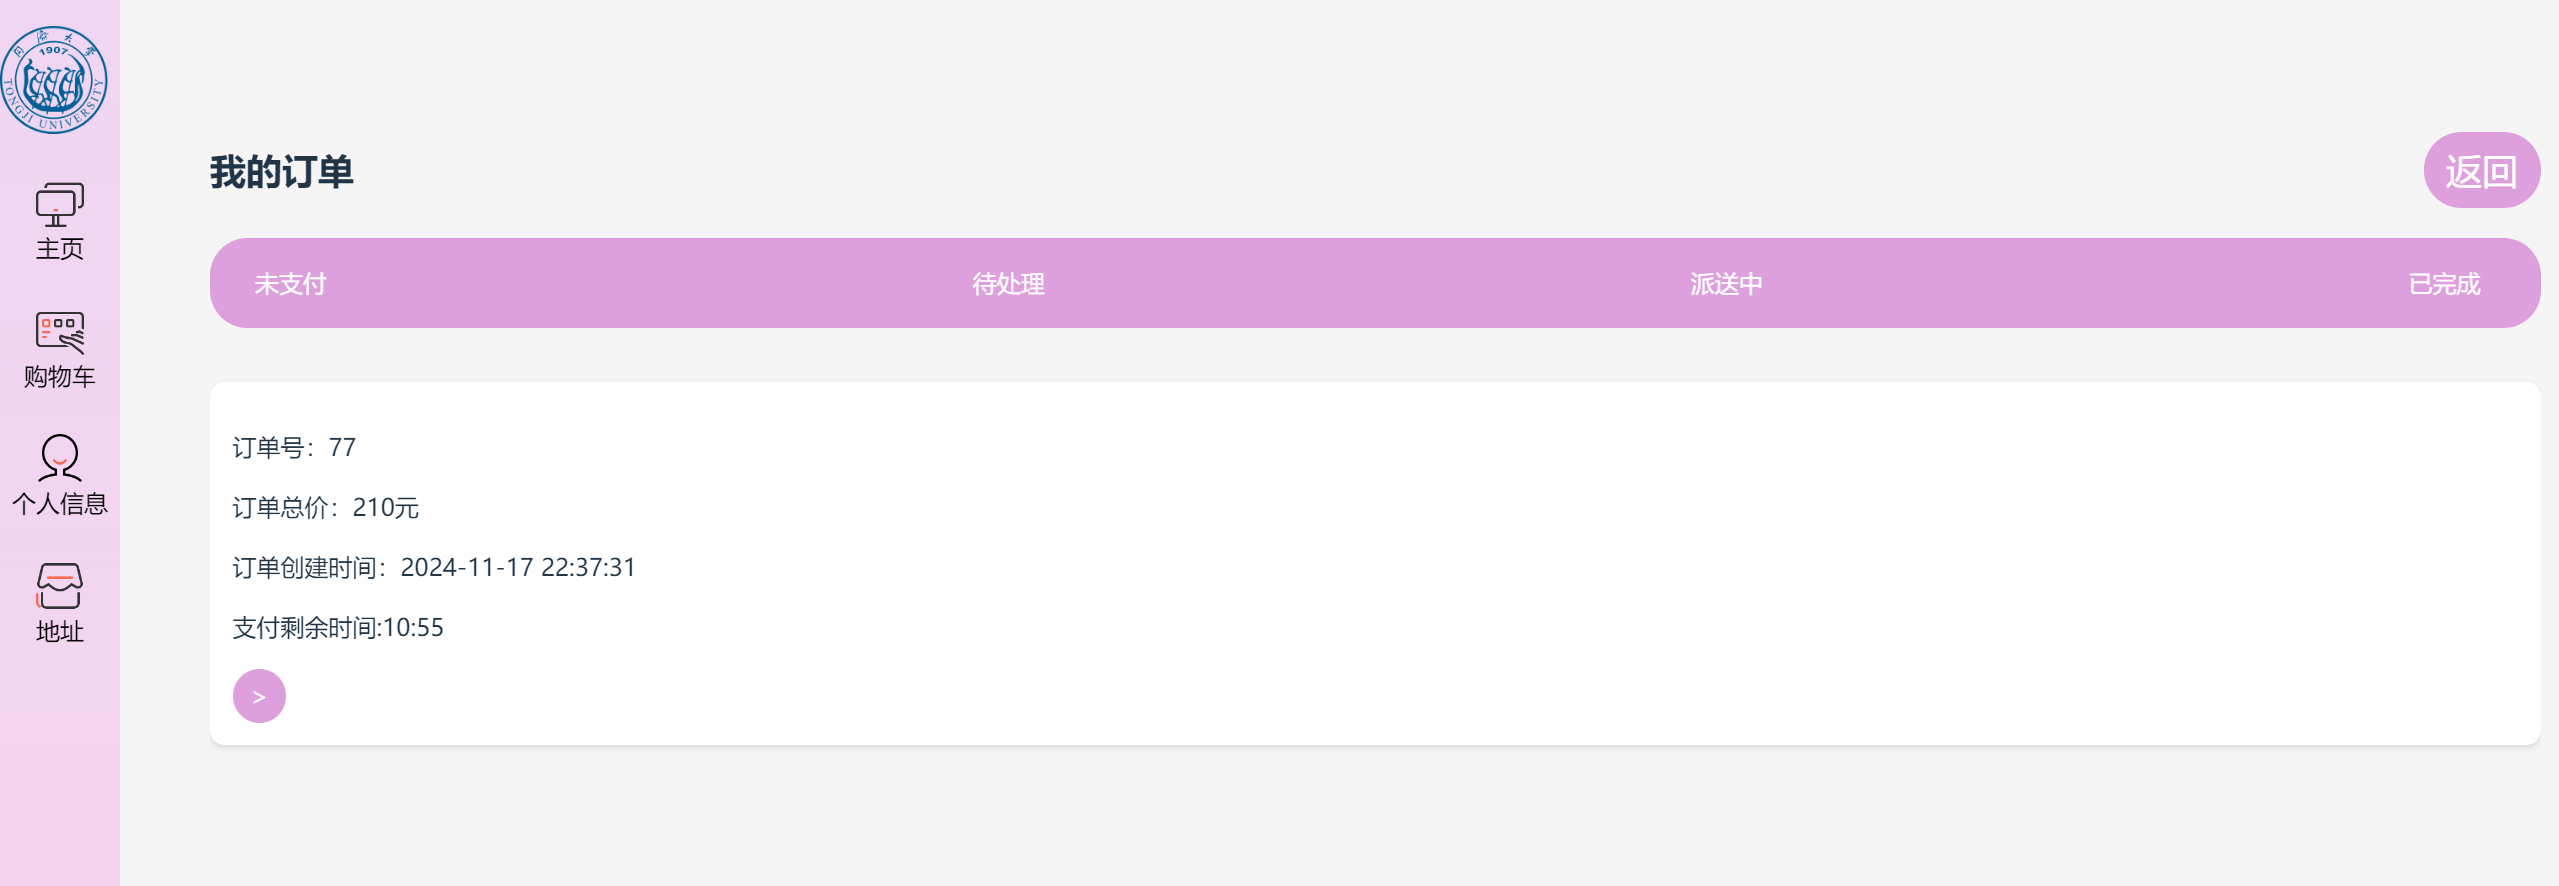 同济大学
1907
TONGJI UNIVERSITY
主页
购物车
个人信息
地址
我的订单
返回
未支付 待处理 派送中 已完成
订单号：77
订单总价：210元
订单创建时间：2024-11-17 22:37:31
支付剩余时间:10:55
>